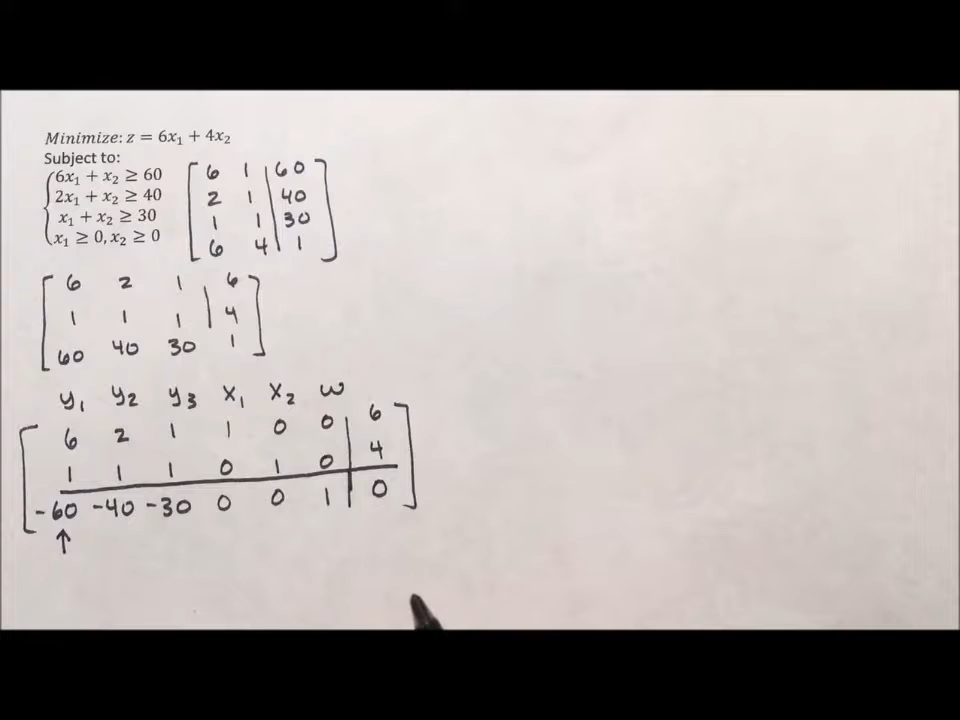 Minimize: z = 6x₁ + 4x₂
Subject to:
6x₁ + x₂ ≥ 60
2x₁ + x₂ ≥ 40
x₁ + x₂ ≥ 30
x₁ ≥ 0, x₂ ≥ 0
6 1 | 60
2 1 | 40
1 1 | 30
6 4 | 1
6 2 1 | 6
1 1 1 | 4
60 40 30 1
y₁ y₂ y₃ x₁ x₂ w
6 2 1 1 0 0 | 6
1 1 1 0 1 0 | 4
-60 -40 -30 0 0 1 | 0
↑